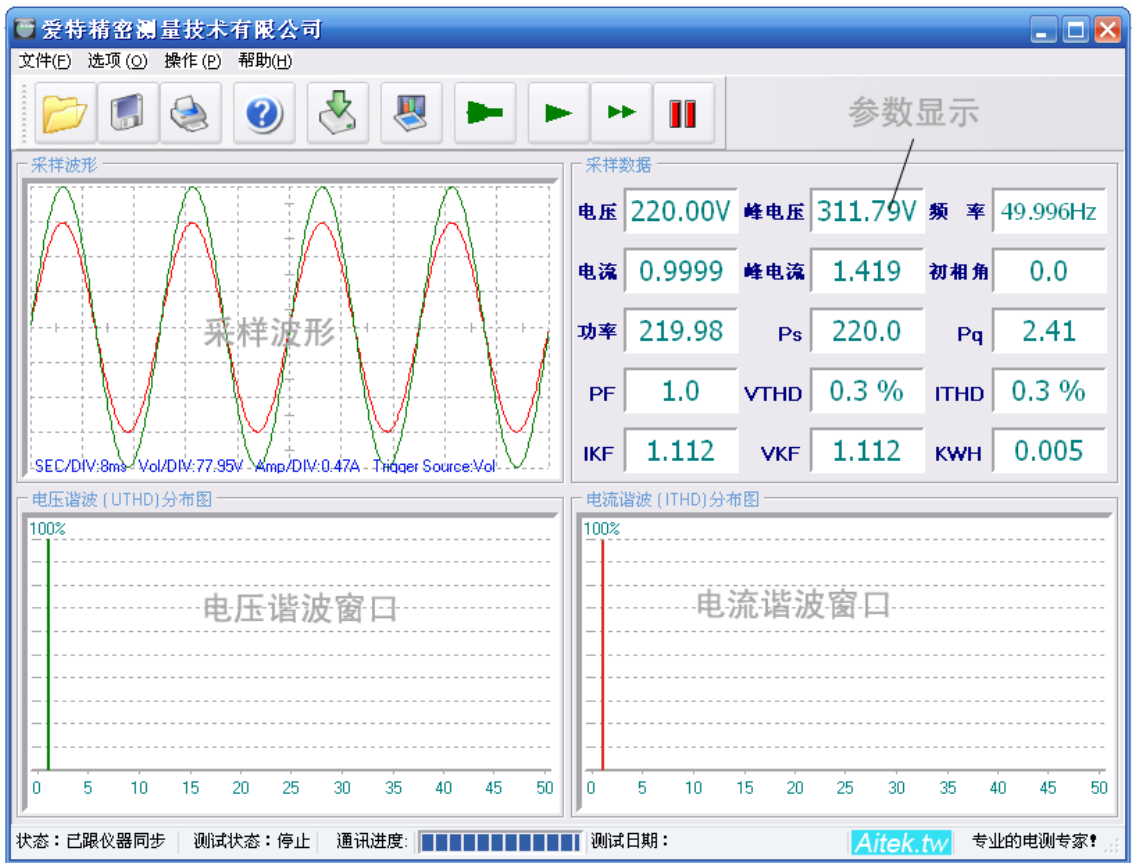 爱特精密测量技术有限公司
文件(F) 选项(O) 操作(P) 帮助(H)
参数显示
采样波形
采样波形
SEC/DIV:8ms Vol/DIV:77.95V Amp/DIV:0.47A Trigger Source:Vol
采样数据
电压 220.00V 峰电压 311.79V 频 率 49.996Hz
电流 0.9999 峰电流 1.419 初相角 0.0
功率 219.98 Ps 220.0 Pq 2.41
PF 1.0 VTHD 0.3 % ITHD 0.3 %
IKF 1.112 VKF 1.112 KWH 0.005
电压谐波(UTHD)分布图
100%
电压谐波窗口
0 5 10 15 20 25 30 35 40 45 50
电流谐波(ITHD)分布图
100%
电流谐波窗口
0 5 10 15 20 25 30 35 40 45 50
状态：已跟仪器同步 测试状态：停止 通讯进度: 测试日期： Aitek.tw 专业的电测专家!